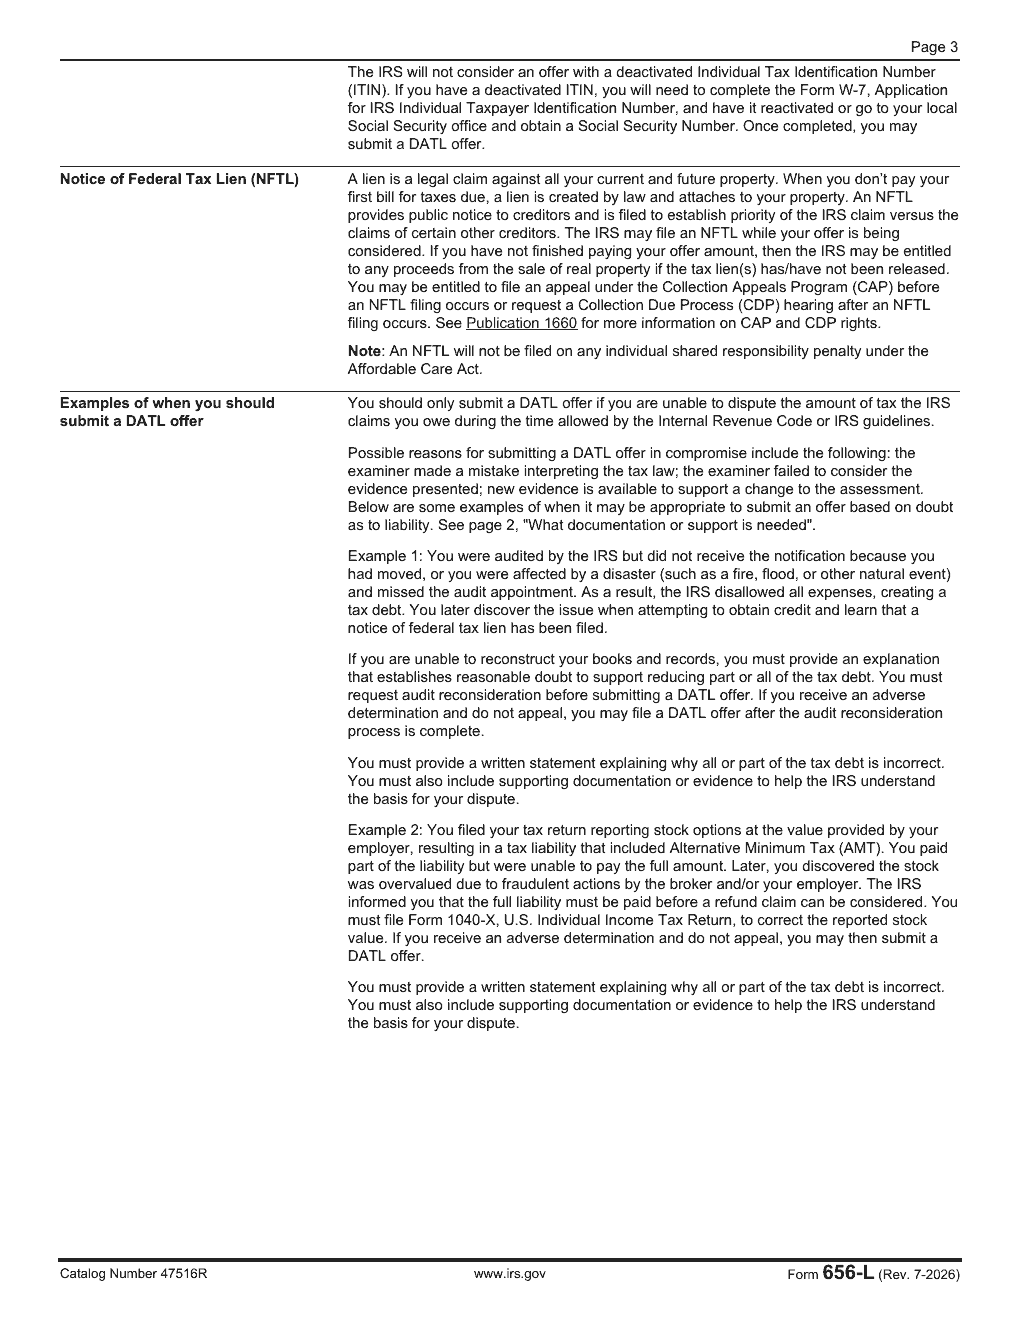 Page 3
The IRS will not consider an offer with a deactivated Individual Tax Identification Number
(ITIN). If you have a deactivated ITIN, you will need to complete the Form W-7, Application
for IRS Individual Taxpayer Identification Number, and have it reactivated or go to your local
Social Security office and obtain a Social Security Number. Once completed, you may
submit a DATL offer.
Notice of Federal Tax Lien (NFTL)
A lien is a legal claim against all your current and future property. When you don't pay your
first bill for taxes due, a lien is created by law and attaches to your property. An NFTL
provides public notice to creditors and is filed to establish priority of the IRS claim versus the
claims of certain other creditors. The IRS may file an NFTL while your offer is being
considered. If you have not finished paying your offer amount, then the IRS may be entitled
to any proceeds from the sale of real property if the tax lien(s) has/have not been released.
You may be entitled to file an appeal under the Collection Appeals Program (CAP) before
an NFTL filing occurs or request a Collection Due Process (CDP) hearing after an NFTL
filing occurs. See Publication 1660 for more information on CAP and CDP rights.
Note: An NFTL will not be filed on any individual shared responsibility penalty under the
Affordable Care Act.
Examples of when you should
submit a DATL offer
You should only submit a DATL offer if you are unable to dispute the amount of tax the IRS
claims you owe during the time allowed by the Internal Revenue Code or IRS guidelines.
Possible reasons for submitting a DATL offer in compromise include the following: the
examiner made a mistake interpreting the tax law; the examiner failed to consider the
evidence presented; new evidence is available to support a change to the assessment.
Below are some examples of when it may be appropriate to submit an offer based on doubt
as to liability. See page 2, "What documentation or support is needed".
Example 1: You were audited by the IRS but did not receive the notification because you
had moved, or you were affected by a disaster (such as a fire, flood, or other natural event)
and missed the audit appointment. As a result, the IRS disallowed all expenses, creating a
tax debt. You later discover the issue when attempting to obtain credit and learn that a
notice of federal tax lien has been filed.
If you are unable to reconstruct your books and records, you must provide an explanation
that establishes reasonable doubt to support reducing part or all of the tax debt. You must
request audit reconsideration before submitting a DATL offer. If you receive an adverse
determination and do not appeal, you may file a DATL offer after the audit reconsideration
process is complete.
You must provide a written statement explaining why all or part of the tax debt is incorrect.
You must also include supporting documentation or evidence to help the IRS understand
the basis for your dispute.
Example 2: You filed your tax return reporting stock options at the value provided by your
employer, resulting in a tax liability that included Alternative Minimum Tax (AMT). You paid
part of the liability but were unable to pay the full amount. Later, you discovered the stock
was overvalued due to fraudulent actions by the broker and/or your employer. The IRS
informed you that the full liability must be paid before a refund claim can be considered. You
must file Form 1040-X, U.S. Individual Income Tax Return, to correct the reported stock
value. If you receive an adverse determination and do not appeal, you may then submit a
DATL offer.
You must provide a written statement explaining why all or part of the tax debt is incorrect.
You must also include supporting documentation or evidence to help the IRS understand
the basis for your dispute.
Catalog Number 47516R
www.irs.gov
Form 656-L (Rev. 7-2026)